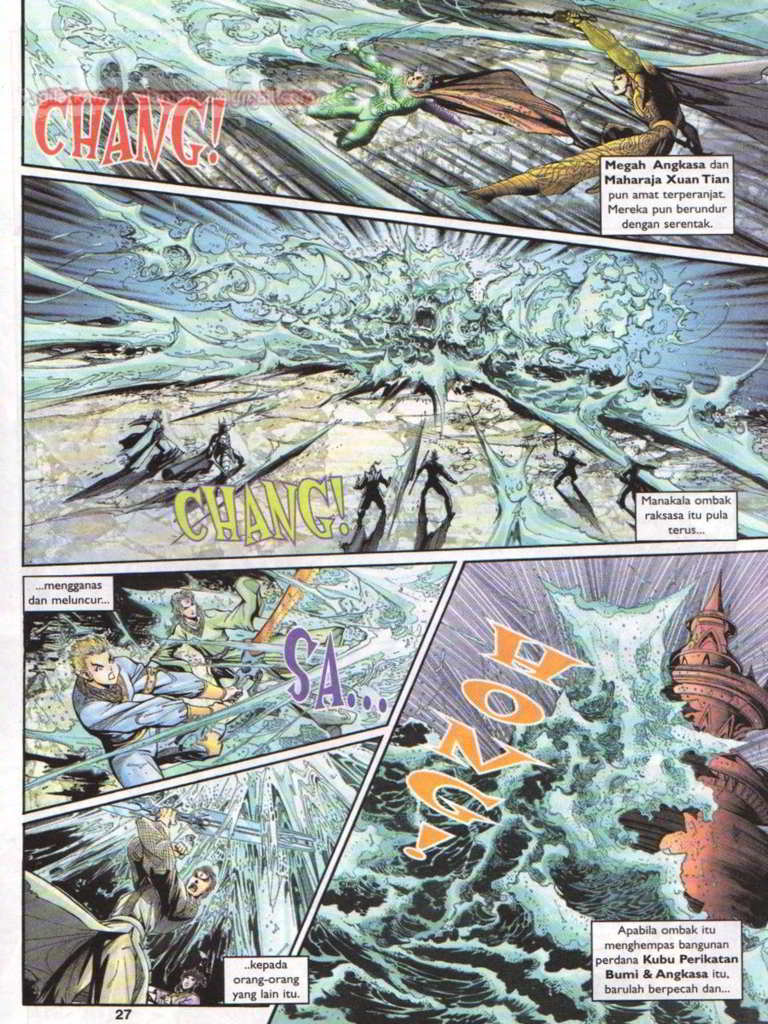 CHANG!
Megah Angkasa dan
Maharaja Xuan Tian
pun amat terperanjat.
Mereka pun berundur
dengan serentak.
CHANG!
Manakala ombak
raksasa itu pula
terus...
...mengganas
dan meluncur...
SA...
HONG!
..kepada
orang-orang
yang lain itu.
Apabila ombak itu
menghempas bangunan
perdana Kubu Perikatan
Bumi & Angkasa itu,
barulah berpecah dan...
27